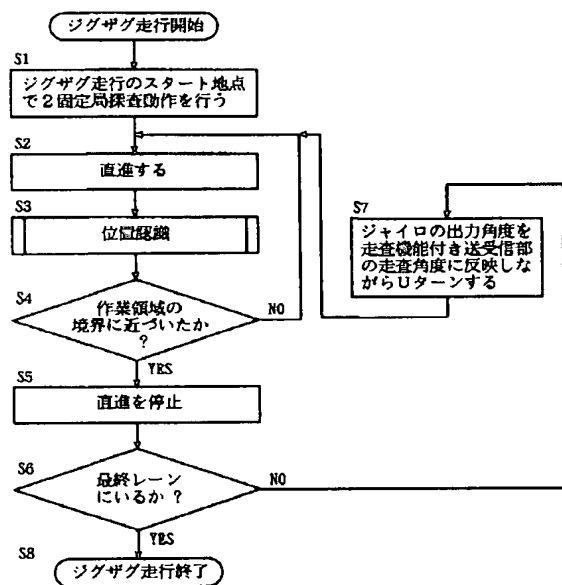 ジグザグ走行開始
S1
ジグザグ走行のスタート地点
で2固定局探査動作を行う
S2
直進する
S3
位置認識
S4
作業領域の
境界に近づいたか
?
NO
YES
S5
直進を停止
S6
最終レーン
にいるか ?
NO
YES
S7
ジャイロの出力角度を
走査機能付き送受信部
の走査角度に反映しな
がらUターンする
S8
ジグザグ走行終了